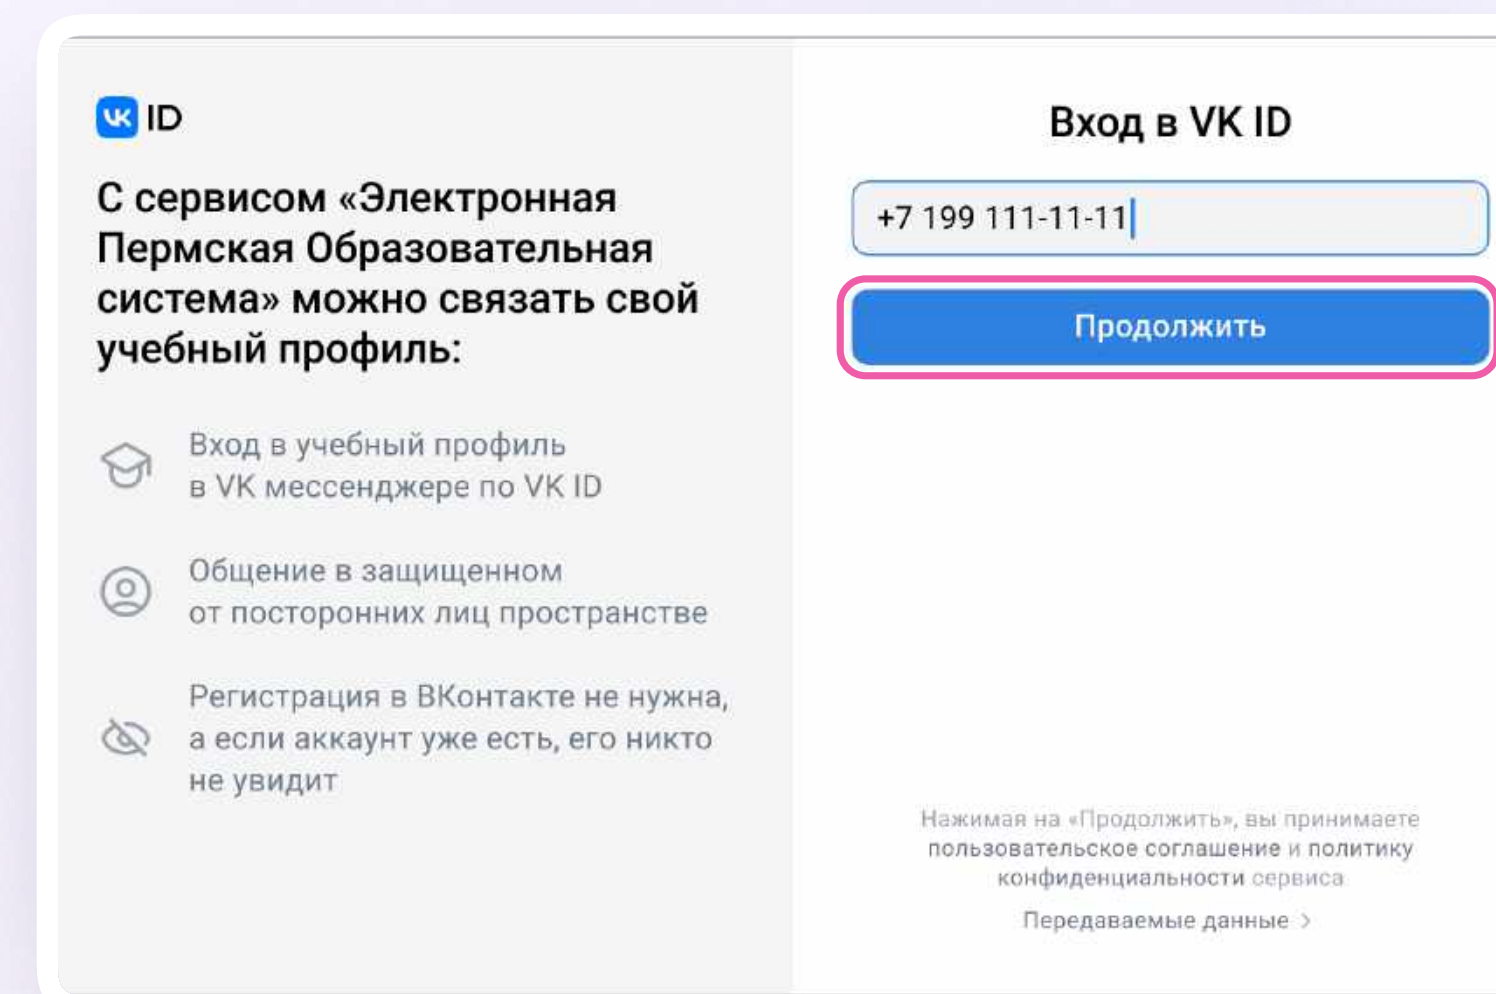 VK ID
С сервисом «Электронная
Пермская Образовательная
система» можно связать свой
учебный профиль:
Вход в учебный профиль
в VK мессенджере по VK ID
Общение в защищенном
от посторонних лиц пространстве
Регистрация в ВКонтакте не нужна,
а если аккаунт уже есть, его никто
не увидит
Вход в VK ID
+7 199 111-11-11
Продолжить
Нажимая на «Продолжить», вы принимаете
пользовательское соглашение и политику
конфиденциальности сервиса
Передаваемые данные >